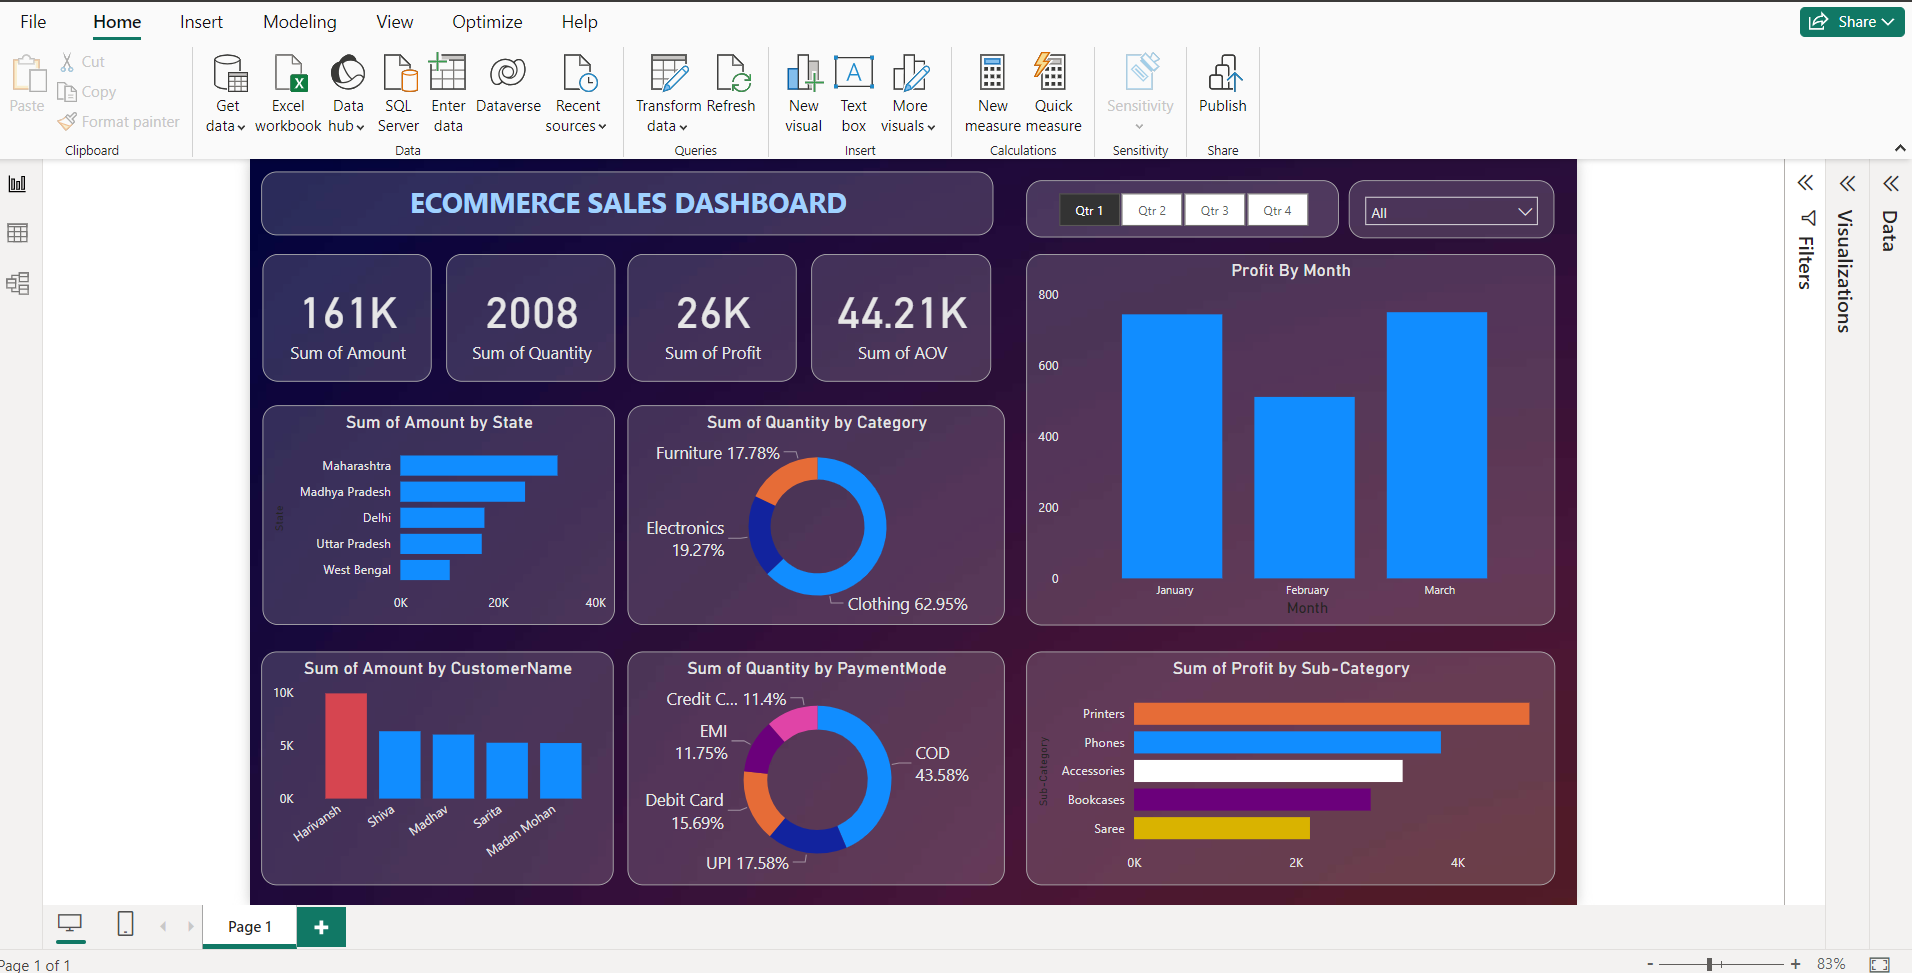 File Home Insert Modeling View Optimize Help
Share
Paste
Cut
Copy
Format painter
Clipboard
Get data
Excel workbook
Data hub
SQL Server
Enter data
Dataverse
Recent sources
Data
Transform data
Refresh
Queries
New visual
Text box
More visuals
Insert
New measure
Quick measure
Calculations
Sensitivity
Sensitivity
Publish
Share
ECOMMERCE SALES DASHBOARD
Qtr 1 Qtr 2 Qtr 3 Qtr 4
All
Filters
Visualizations
Data
161K
Sum of Amount
2008
Sum of Quantity
26K
Sum of Profit
44.21K
Sum of AOV
Profit By Month
800
600
400
200
0
January February March
Month
Sum of Amount by State
State
Maharashtra
Madhya Pradesh
Delhi
Uttar Pradesh
West Bengal
0K 20K 40K
Sum of Quantity by Category
Furniture 17.78%
Electronics
19.27%
Clothing 62.95%
Sum of Amount by CustomerName
10K
5K
0K
Harivansh
Shiva
Madhav
Sarita
Madan Mohan
Sum of Quantity by PaymentMode
Credit C... 11.4%
EMI
11.75%
COD
43.58%
Debit Card
15.69%
UPI 17.58%
Sum of Profit by Sub-Category
Sub-Category
Printers
Phones
Accessories
Bookcases
Saree
0K 2K 4K
Page 1
Page 1 of 1
- + 83%